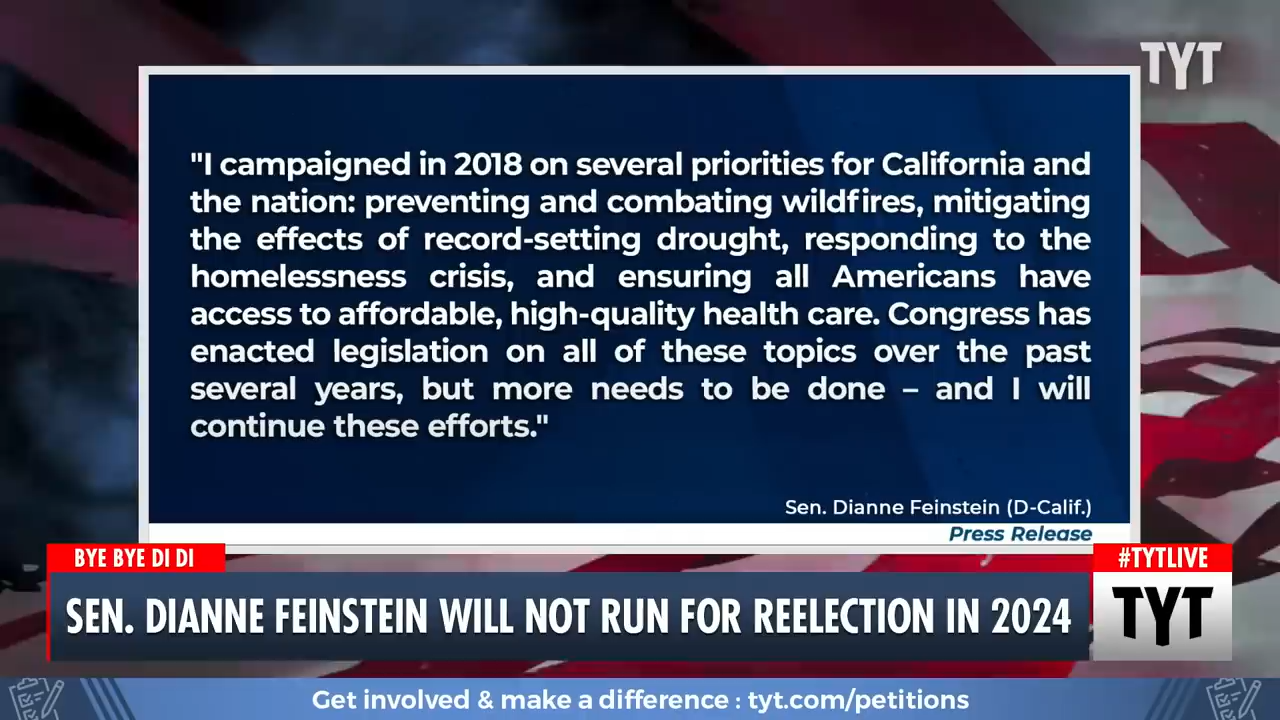 TYT
"I campaigned in 2018 on several priorities for California and
the nation: preventing and combating wildfires, mitigating
the effects of record-setting drought, responding to the
homelessness crisis, and ensuring all Americans have
access to affordable, high-quality health care. Congress has
enacted legislation on all of these topics over the past
several years, but more needs to be done – and I will
continue these efforts."
Sen. Dianne Feinstein (D-Calif.)
Press Release
BYE BYE DI DI
#TYTLIVE
SEN. DIANNE FEINSTEIN WILL NOT RUN FOR REELECTION IN 2024
TYT
Get involved & make a difference : tyt.com/petitions